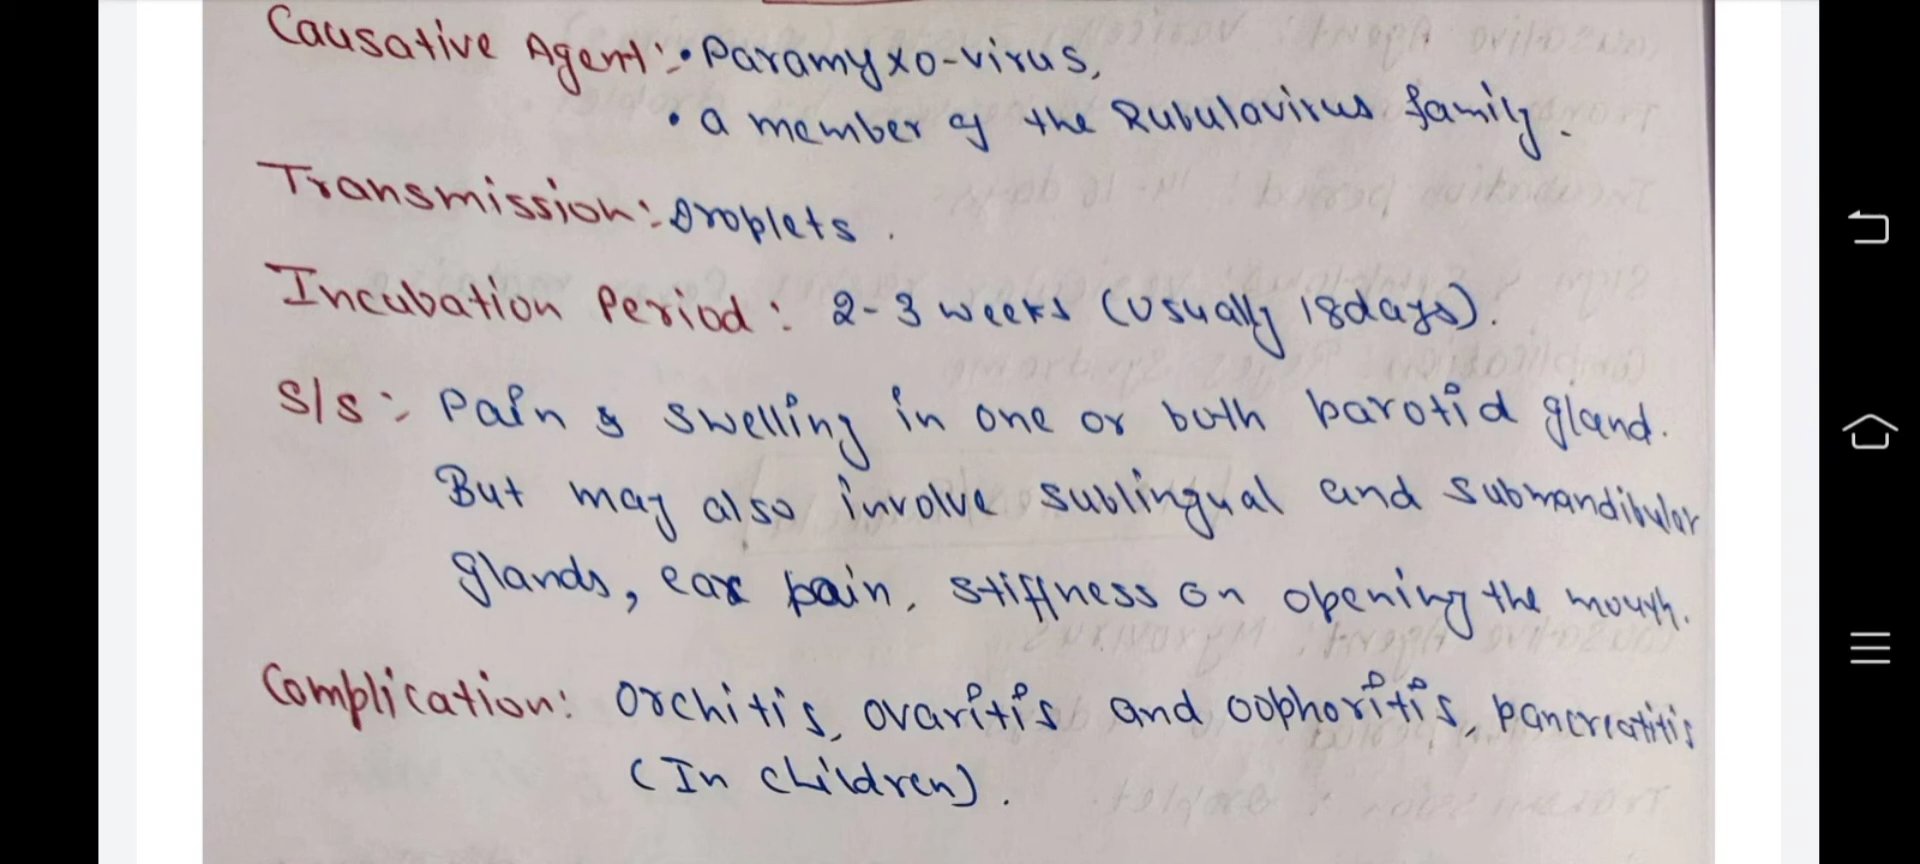 Causative Agent:- • Paramyxo-virus,
• a member of the Rubulavirus family.
Transmission:- Droplets.
Incubation Period: 2-3 weeks (usually 18days).
S/s:- Pain & swelling in one or both parotid gland.
But may also involve sublingual and submandibular
glands, ear pain, stiffness on opening the mouth.
Complication: Orchitis, ovaritis and oophoritis, pancreatitis
(In children).